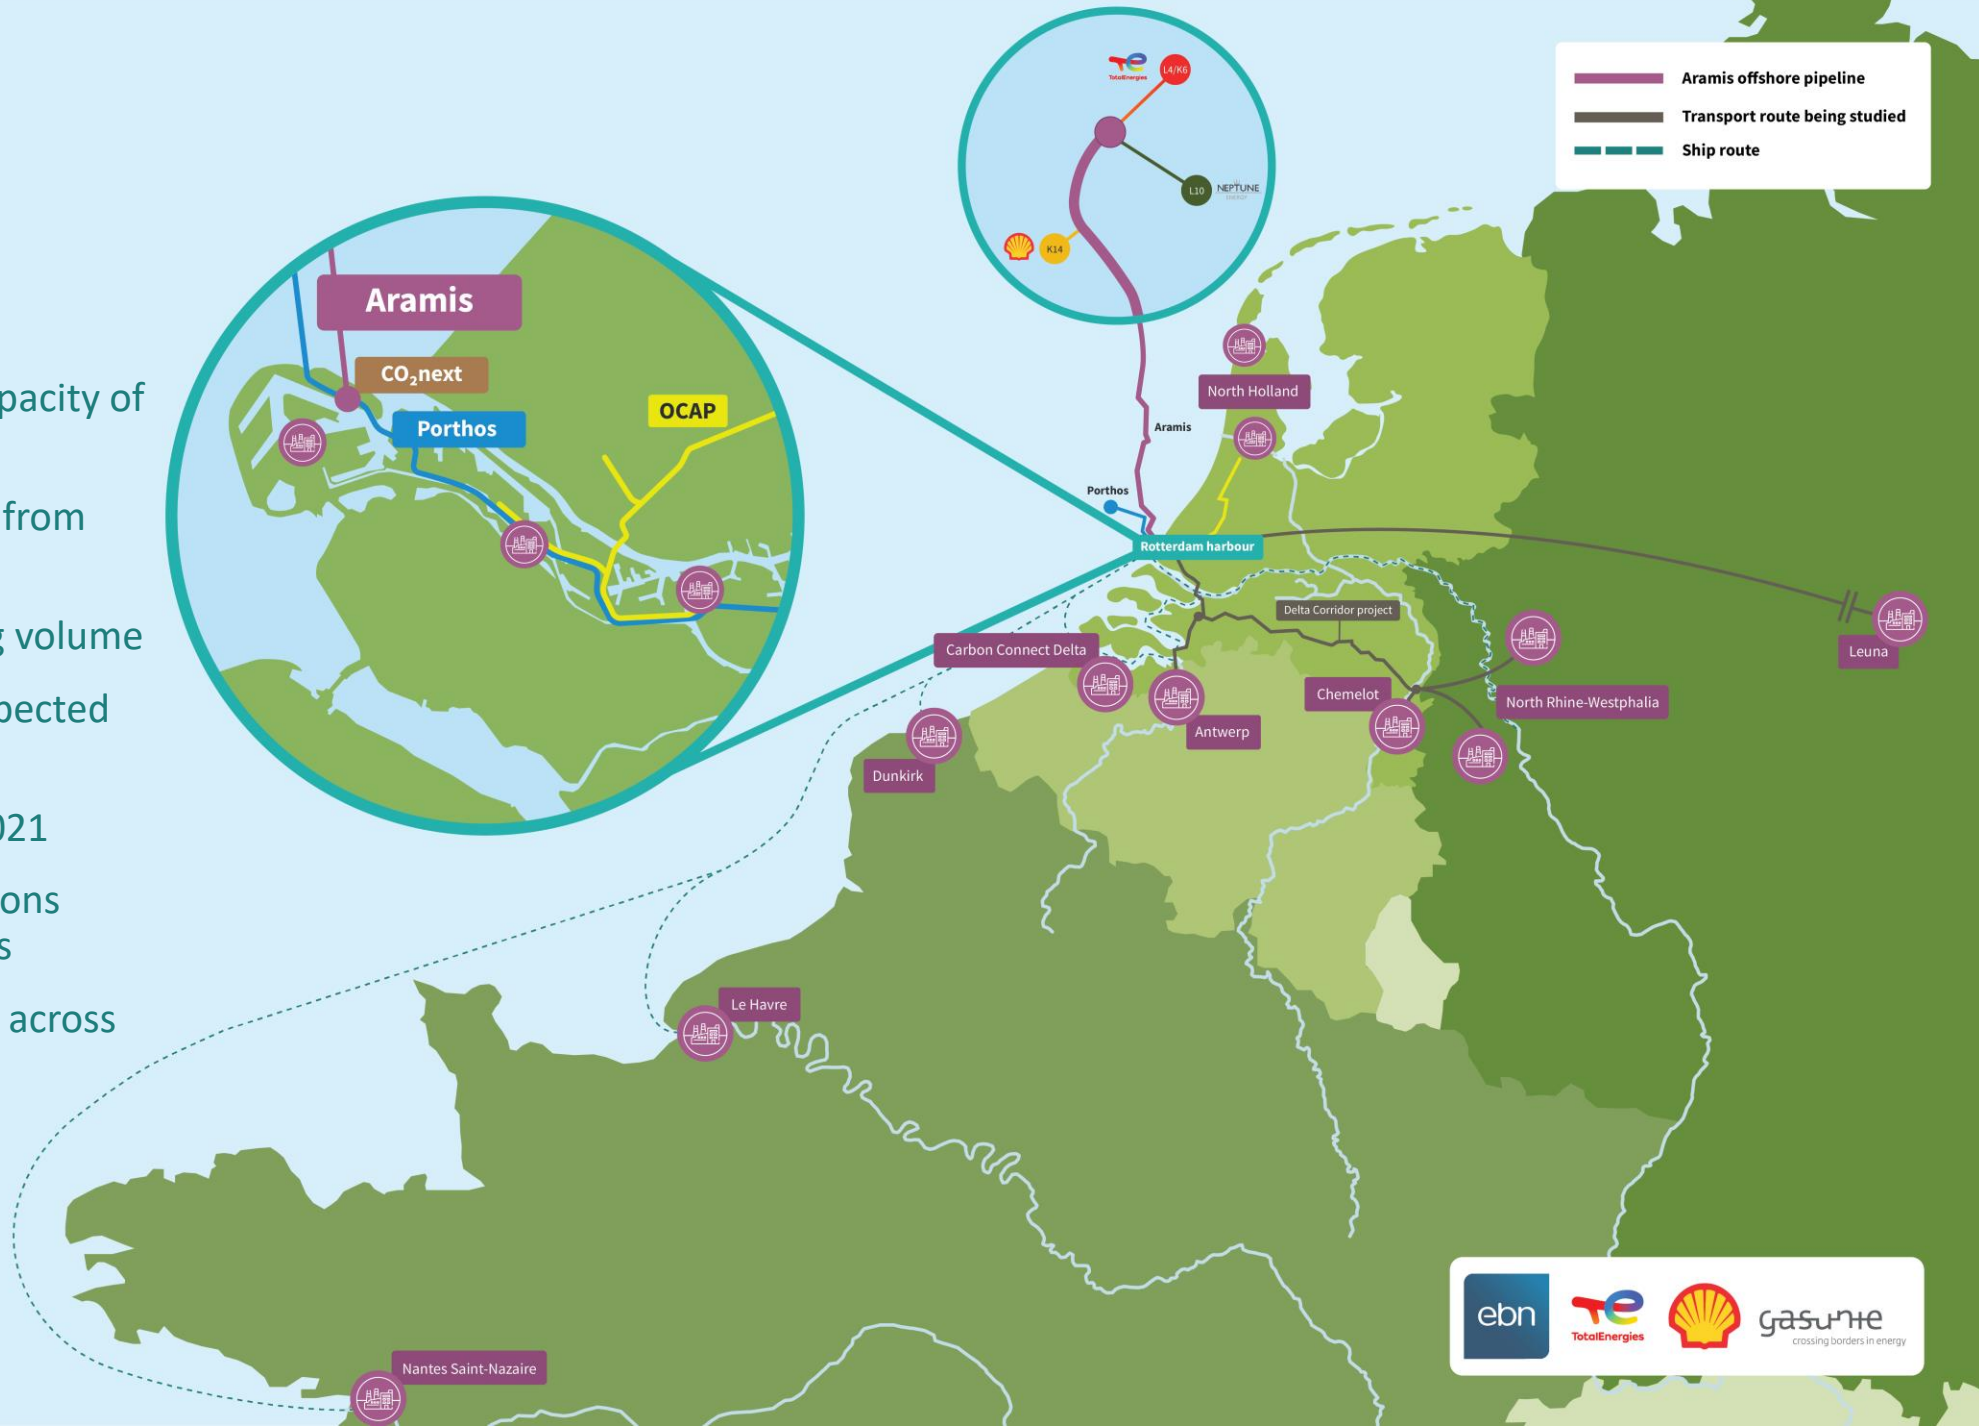 pacity of
from
g volume
pected
021
ons
s
across
TotalEnergies
L4/K6
L10
NEPTUNE
ENERGY
K14
Aramis offshore pipeline
Transport route being studied
Ship route
Aramis
CO₂next
Porthos
OCAP
North Holland
Aramis
Porthos
Rotterdam harbour
Delta Corridor project
Carbon Connect Delta
Leuna
Chemelot
North Rhine-Westphalia
Antwerp
Dunkirk
Le Havre
Nantes Saint-Nazaire
ebn
TotalEnergies
gasunie
crossing borders in energy